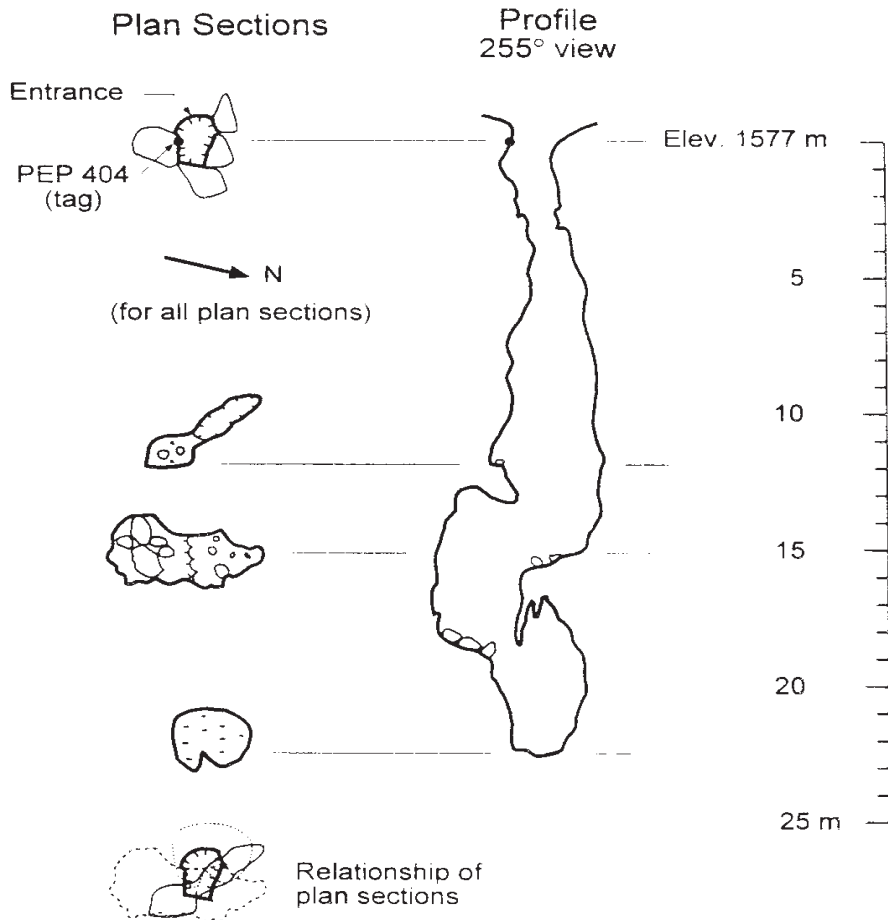 Plan Sections
Profile
255° view
Entrance
PEP 404
(tag)
Elev. 1577 m
N
(for all plan sections)
5
10
15
20
25 m
Relationship of
plan sections